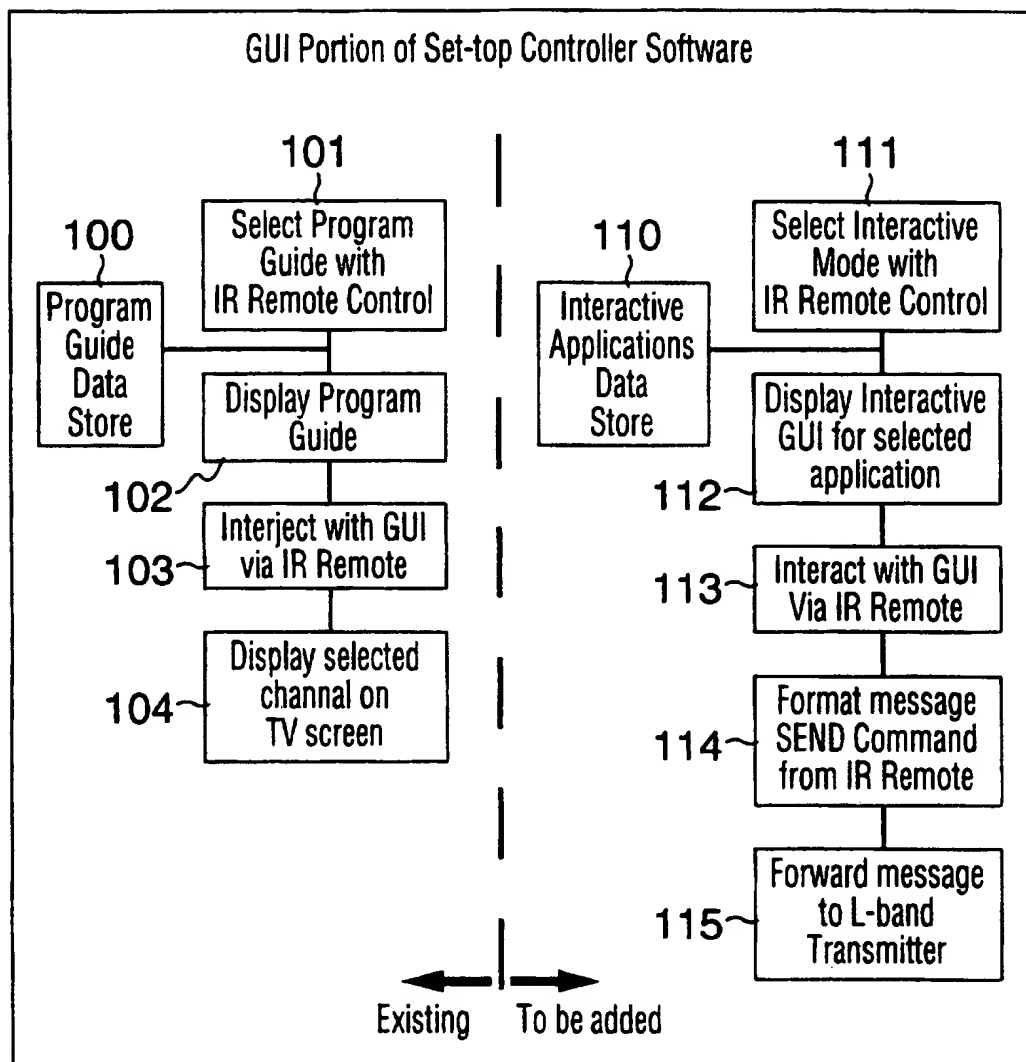 GUI Portion of Set-top Controller Software
101
Select Program
Guide with
IR Remote Control
100
Program
Guide
Data
Store
Display Program
Guide
102
Interject with GUI
via IR Remote
103
Display selected
channal on
TV screen
104
111
Select Interactive
Mode with
IR Remote Control
110
Interactive
Applications
Data
Store
Display Interactive
GUI for selected
application
112
Interact with GUI
Via IR Remote
113
Format message
SEND Command
from IR Remote
114
Forward message
to L-band
Transmitter
115
Existing
To be added